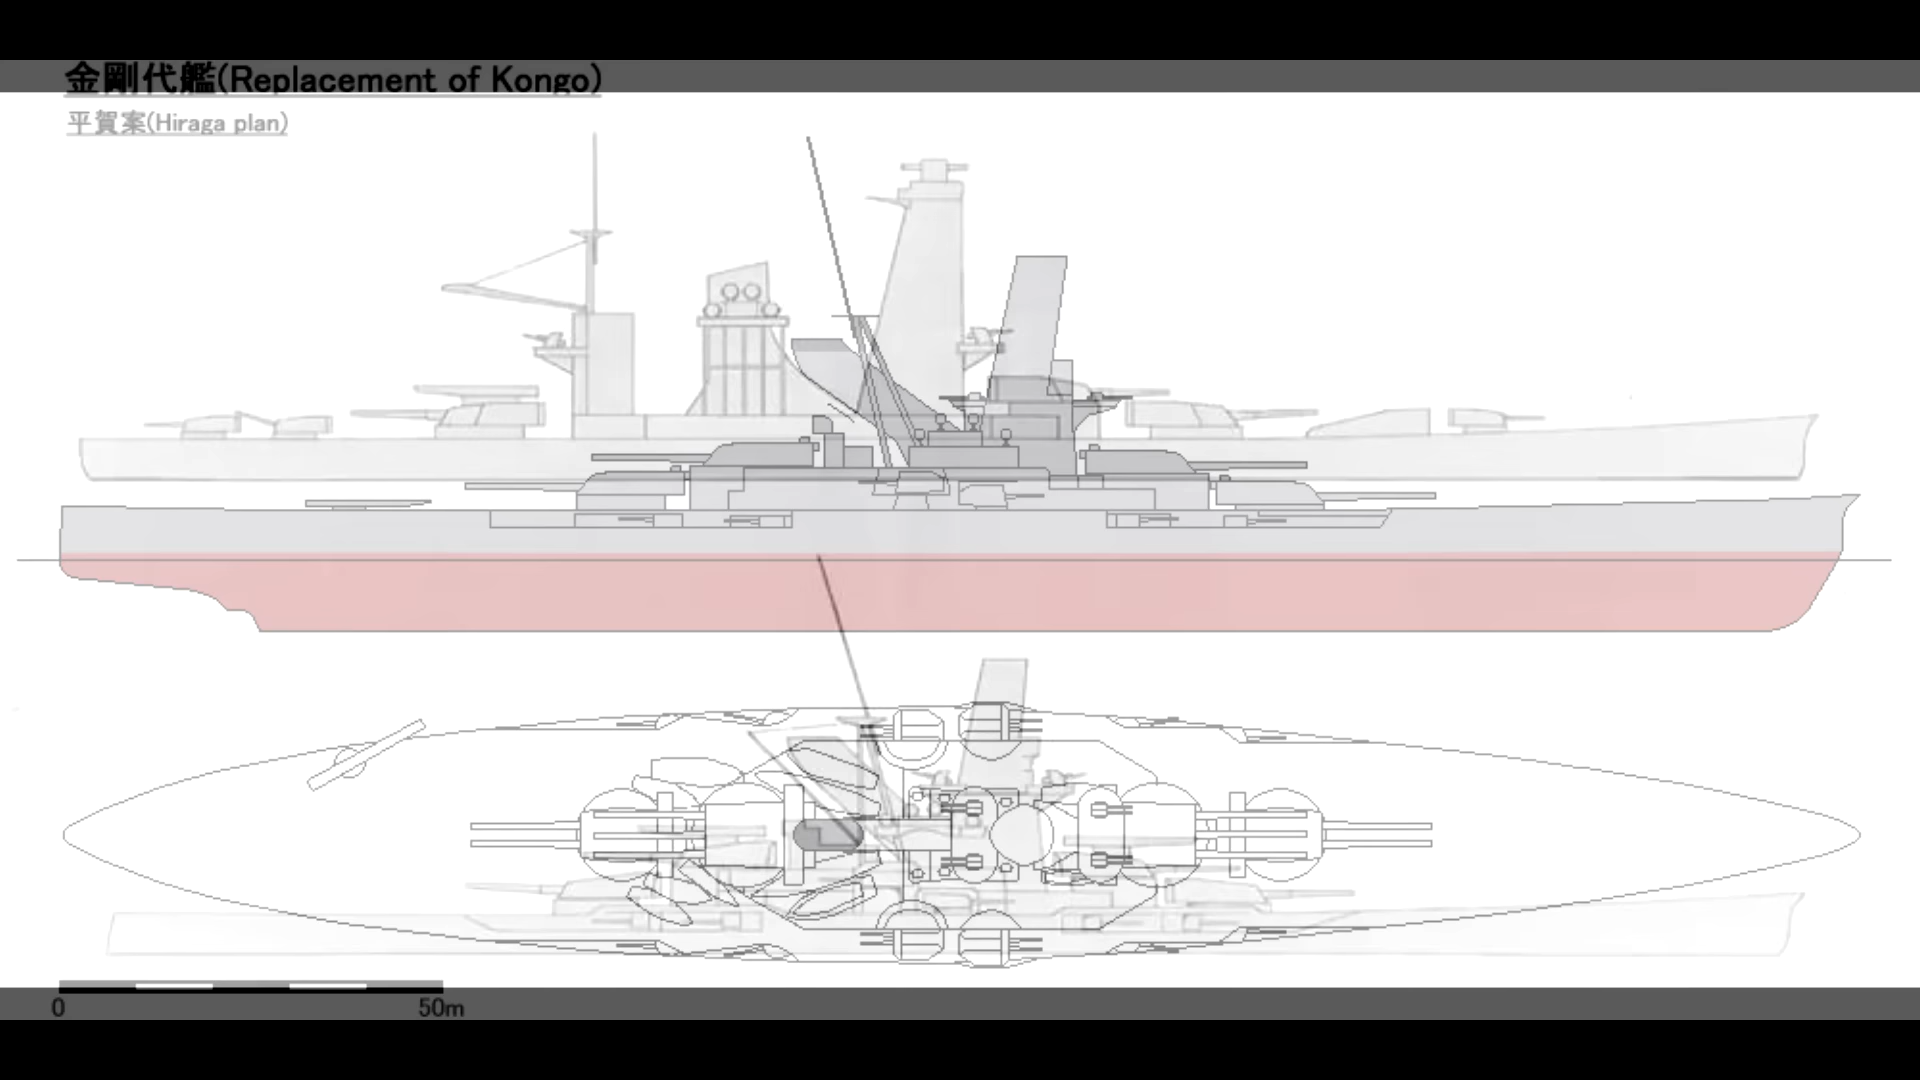 金剛代艦(Replacement of Kongo)
平賀案(Hiraga plan)
0 50m